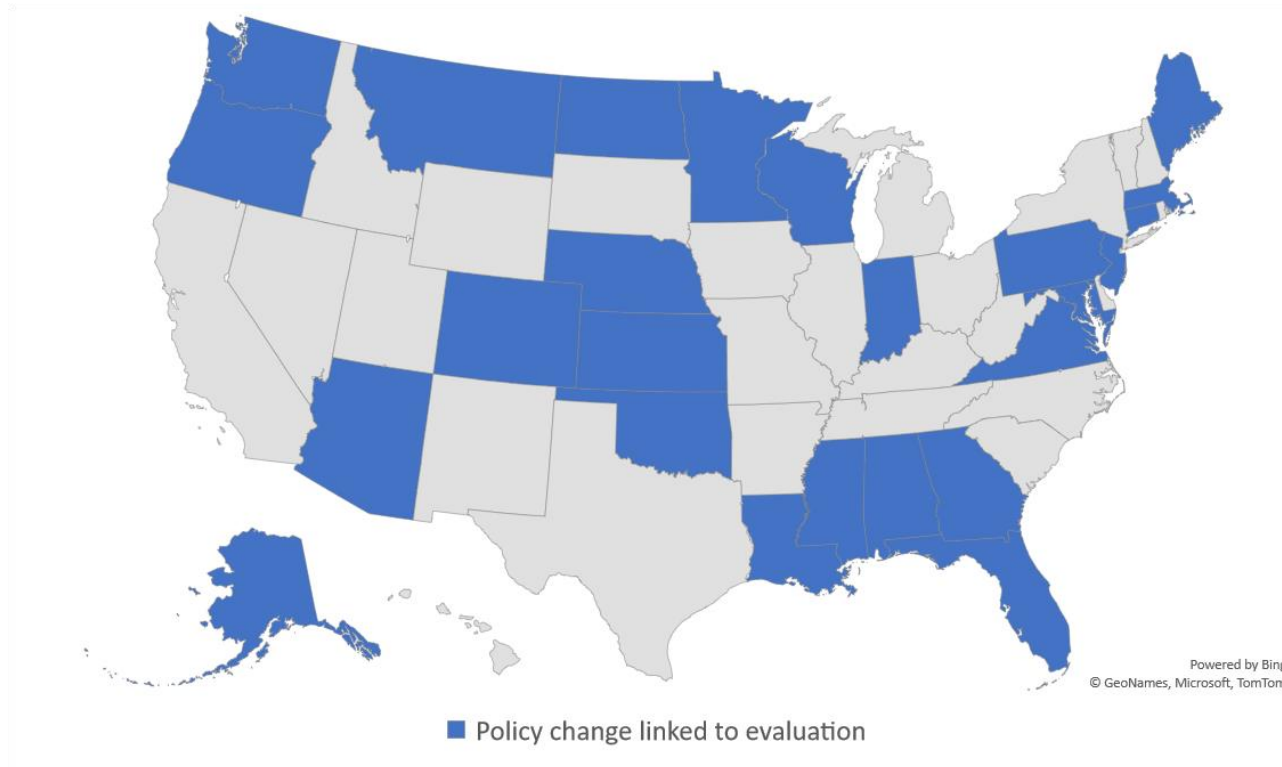 Powered by Bing
© GeoNames, Microsoft, TomTom
Policy change linked to evaluation